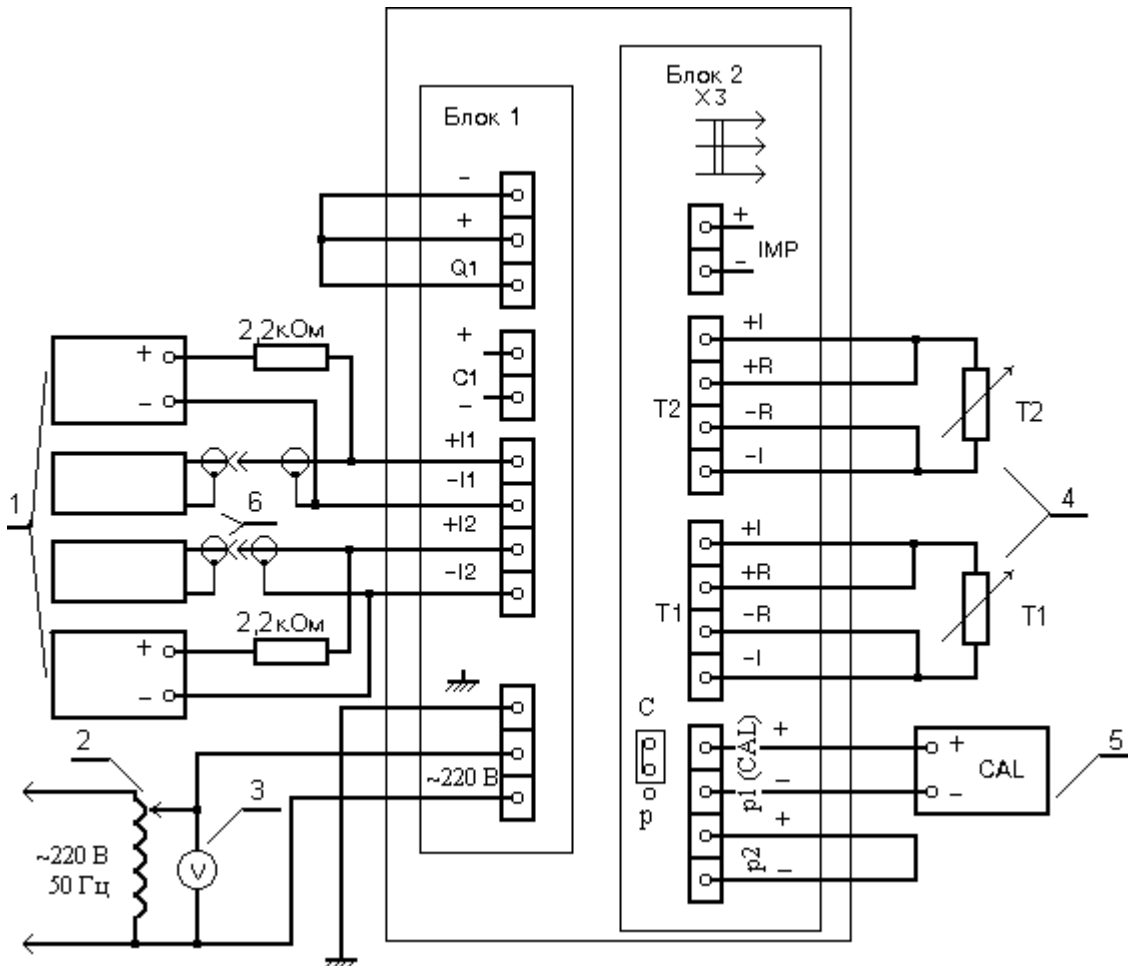 Блок 1
-
+
Q1
+
C1
-
+I1
-I1
+I2
-I2
~220 В
2,2кОм
+
-
2,2кОм
+
-
1
6
2
3
~220 В
50 Гц
V
Блок 2
X3
+
IMP
-
+I
+R
T2
-R
-I
T2
4
+I
+R
T1
-R
-I
T1
C
p
p1 (CAL)
+
-
p2
+
-
+
CAL
-
5